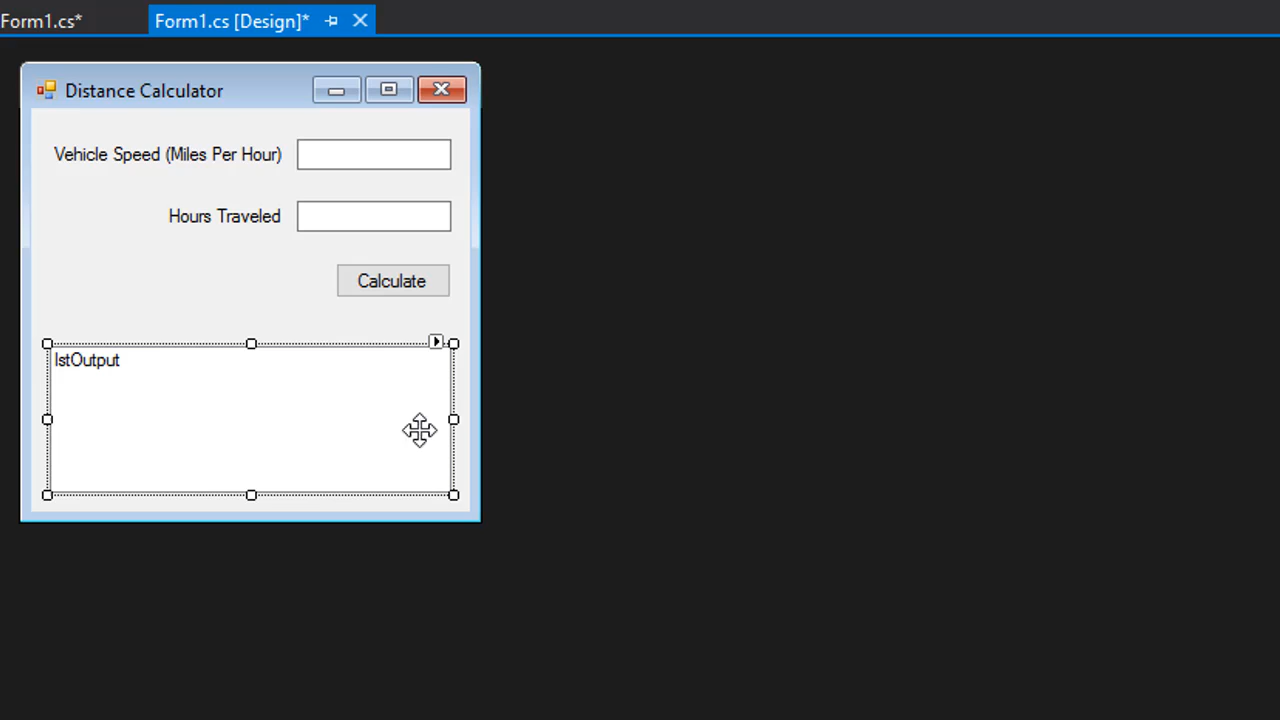 Form1.cs*
Form1.cs [Design]*
Distance Calculator
Vehicle Speed (Miles Per Hour)
Hours Traveled
Calculate
lstOutput